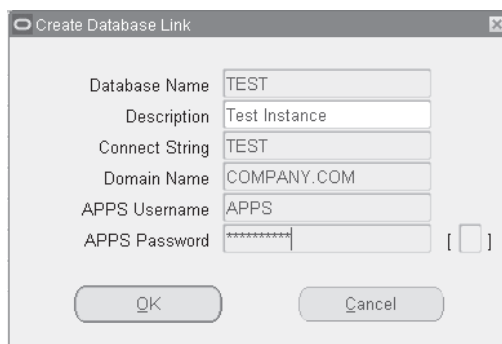 Create Database Link
Database Name TEST
Description Test Instance
Connect String TEST
Domain Name COMPANY.COM
APPS Username APPS
APPS Password ********** [ ]
OK Cancel